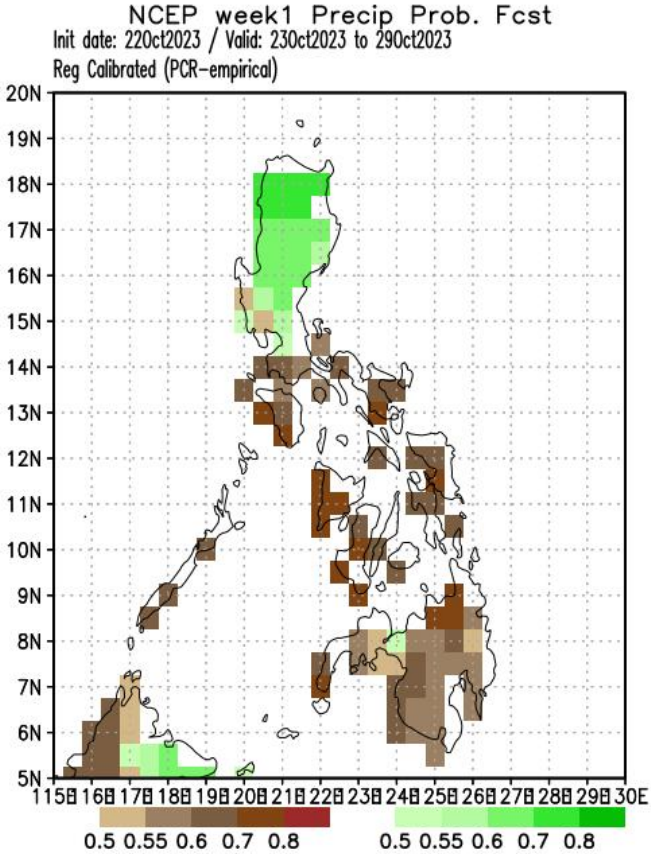 NCEP week1 Precip Prob. Fcst
Init date: 22Oct2023 / Valid: 23Oct2023 to 29Oct2023
Reg Calibrated (PCR-empirical)
20N
19N
18N
17N
16N
15N
14N
13N
12N
11N
10N
9N
8N
7N
6N
5N
115E 116E 117E 118E 119E 120E 121E 122E 123E 124E 125E 126E 127E 128E 129E 130E
0.5 0.55 0.6 0.7 0.8 0.5 0.55 0.6 0.7 0.8